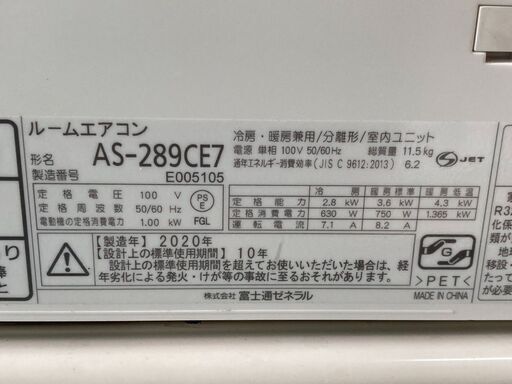 ルームエアコン
形名 AS-289CE7
製造番号 E005105
冷房・暖房兼用/分離形/室内ユニット
電源 単相100V 50/60Hz 総質量 11.5kg
通年エネルギー消費効率(JIS C 9612:2013) 6.2
JET
定格電圧 100 V
定格周波数 50/60 Hz
電動機の定格消費電力 1.00 kW
PS
E
FGL
冷房 暖房標準 暖房低温
定格能力 2.8 kW 3.6 kW 4.3 kW
定格消費電力 630 W 750 W 1.365 kW
運転電流 7.1 A 8.2 A
【製造年】2020年
【設計上の標準使用期間】10年
設計上の標準使用期間を超えてお使いいただいた場合は、経
年劣化による発火・けが等の事故に至るおそれがあります。
株式会社 富士通ゼネラル
>PET<
MADE IN CHINA